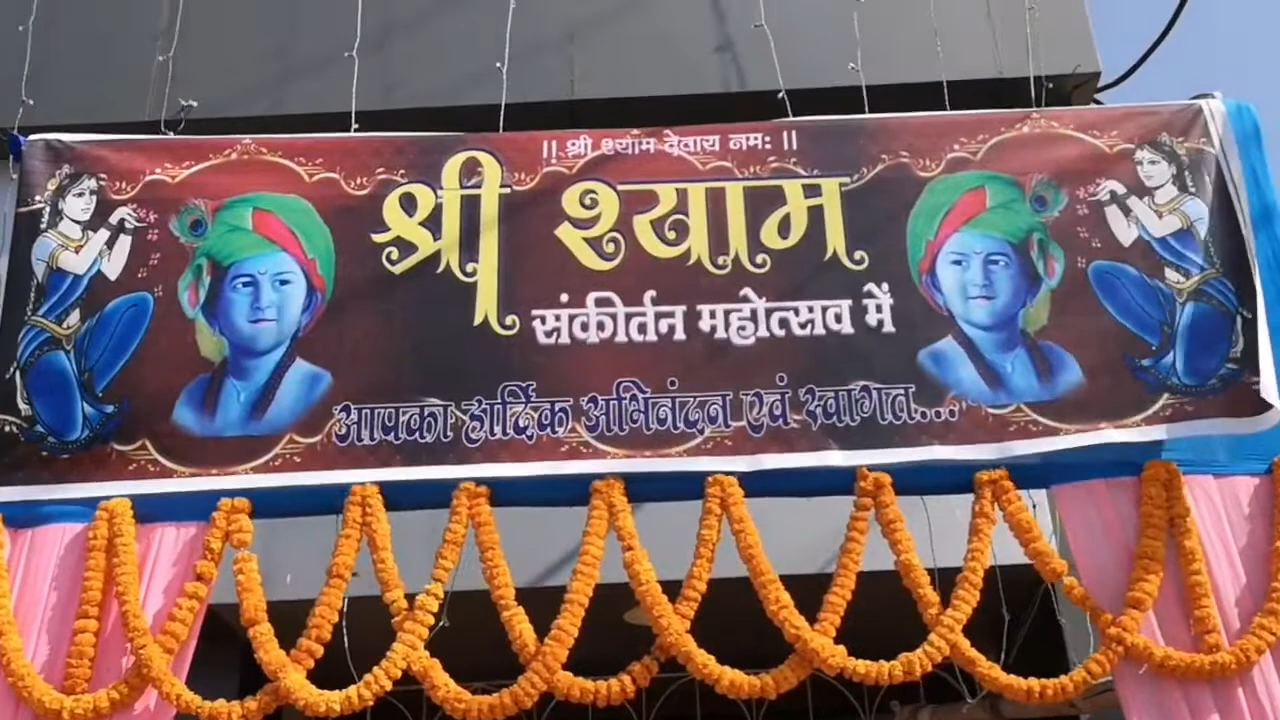 || श्री श्याम देवाय नमः ||
श्री श्याम
संकीर्तन महोत्सव में
आपका हार्दिक अभिनंदन एवं स्वागत...